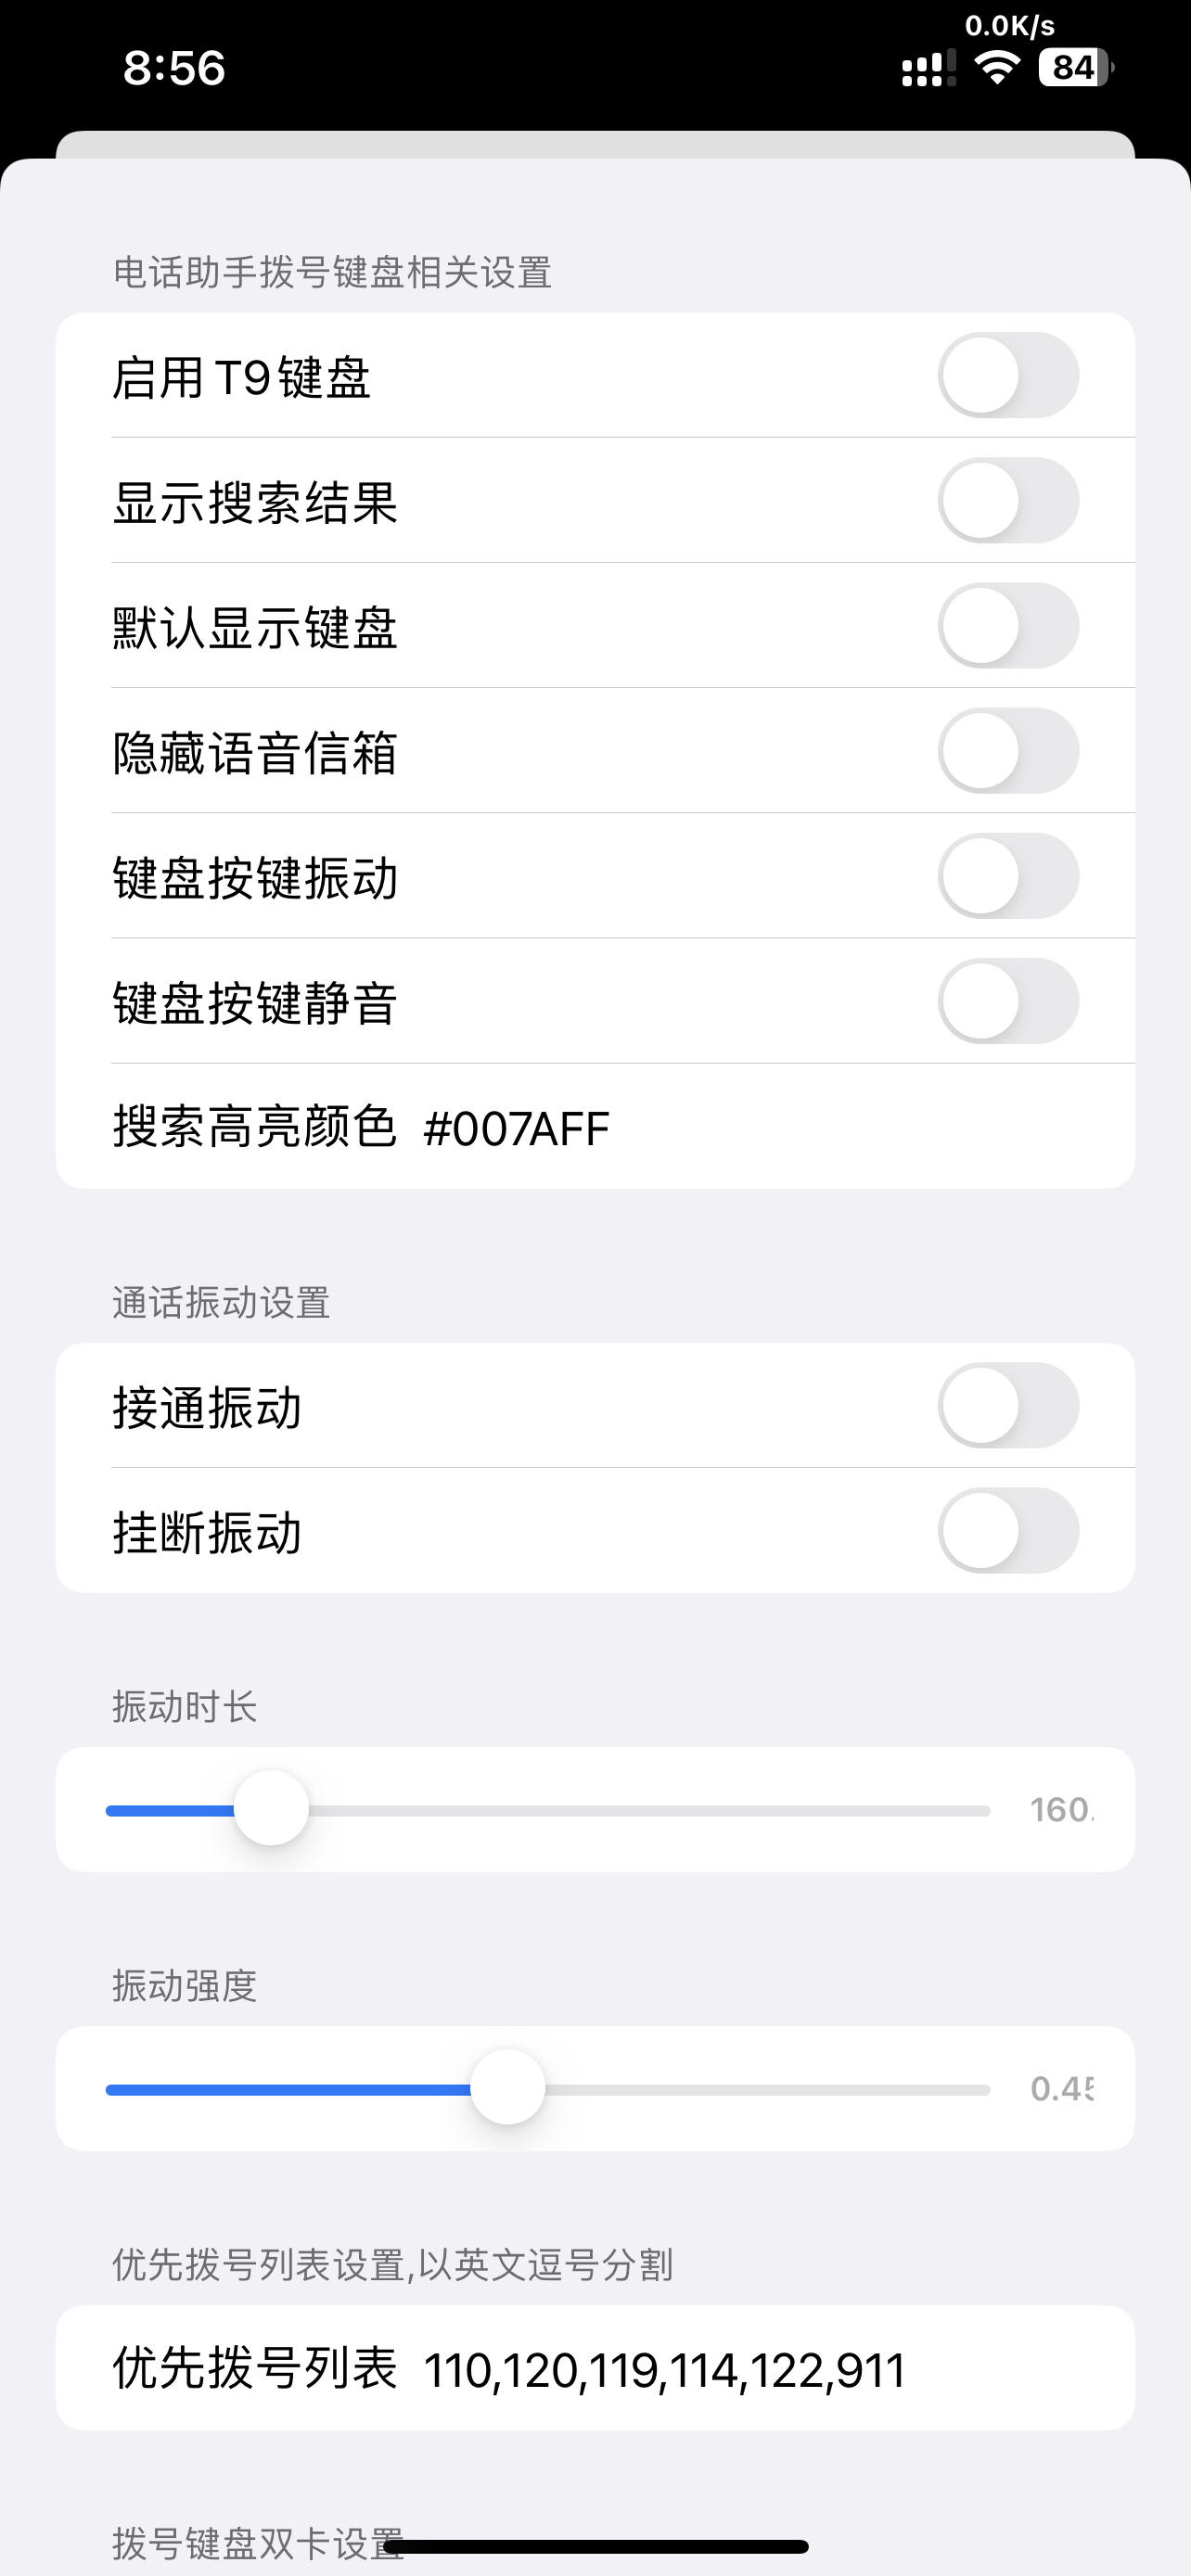 0.0K/s
8:56
84
电话助手拨号键盘相关设置
启用 T9 键盘
显示搜索结果
默认显示键盘
隐藏语音信箱
键盘按键振动
键盘按键静音
搜索高亮颜色 #007AFF
通话振动设置
接通振动
挂断振动
振动时长
160.
振动强度
0.45
优先拨号列表设置,以英文逗号分割
优先拨号列表 110,120,119,114,122,911
拨号键盘双卡设置